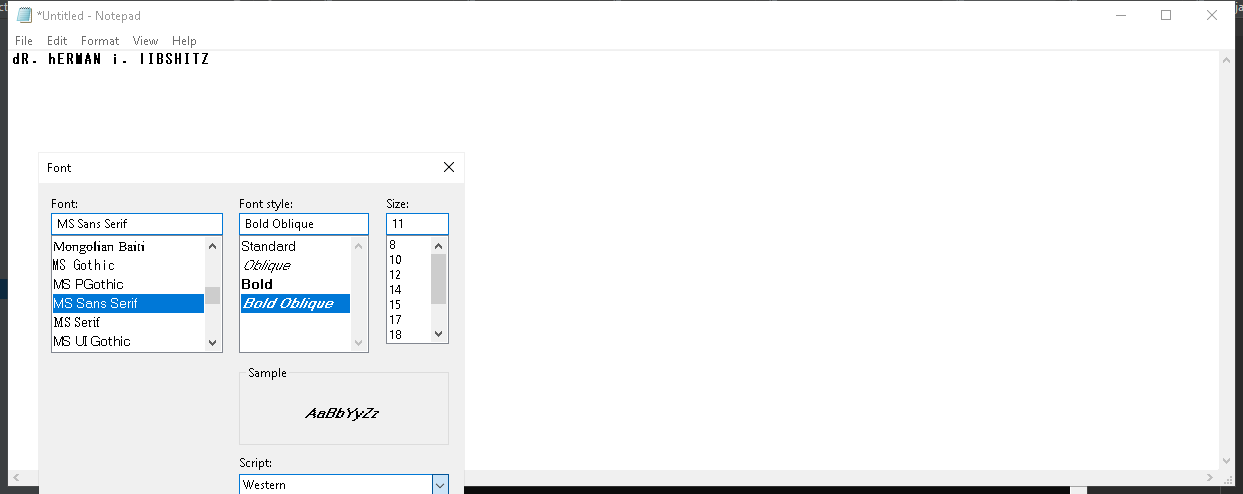 *Untitled - Notepad
File Edit Format View Help
dR. hERMAN i. lIBSHITZ
Font
Font: Font style: Size:
MS Sans Serif Bold Oblique 11
Mongolian Baiti Standard 8
MS Gothic Oblique 10
MS PGothic Bold 12
MS Sans Serif Bold Oblique 14
MS Serif 15
MS UI Gothic 17
18
Sample
AaBbYyZz
Script:
Western